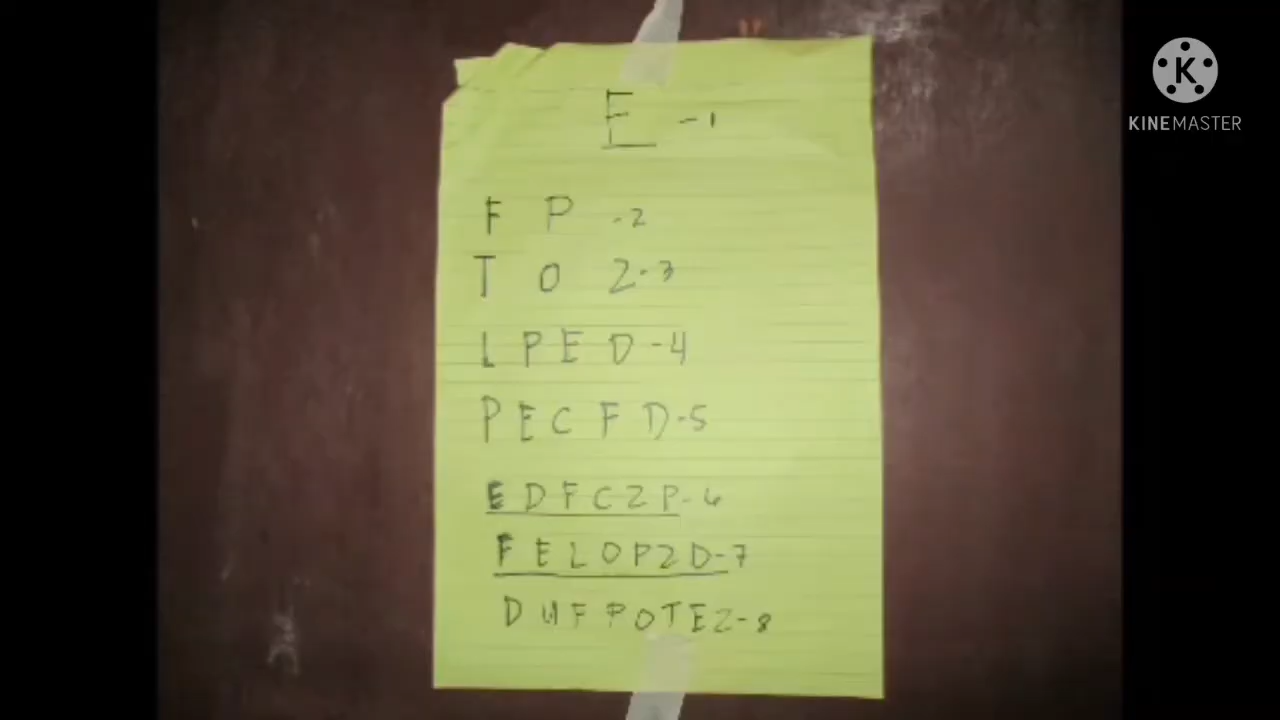 E -1
F P -2
T O Z-3
L P E D-4
P E C F D-5
E D F C Z P-6
F E L O P Z D-7
D U F P O T E Z-8
K
KINEMASTER